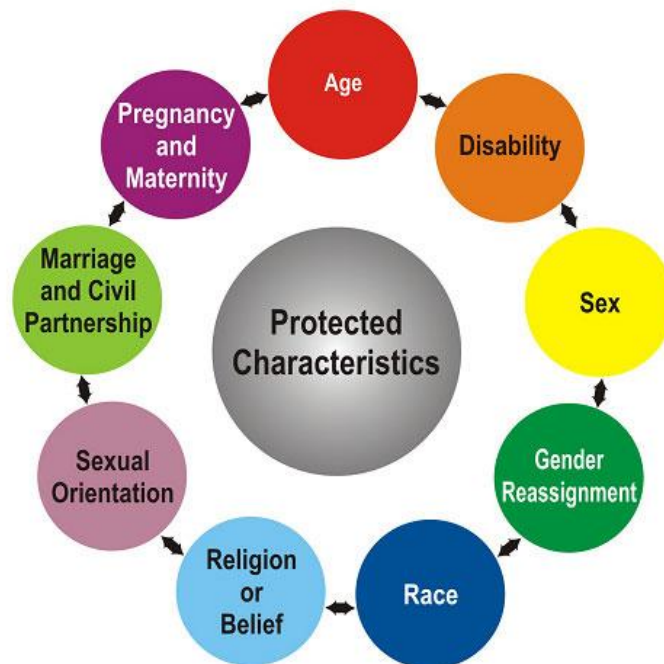 Age
Disability
Sex
Gender
Reassignment
Race
Religion
or
Belief
Sexual
Orientation
Marriage
and Civil
Partnership
Pregnancy
and
Maternity
Protected
Characteristics